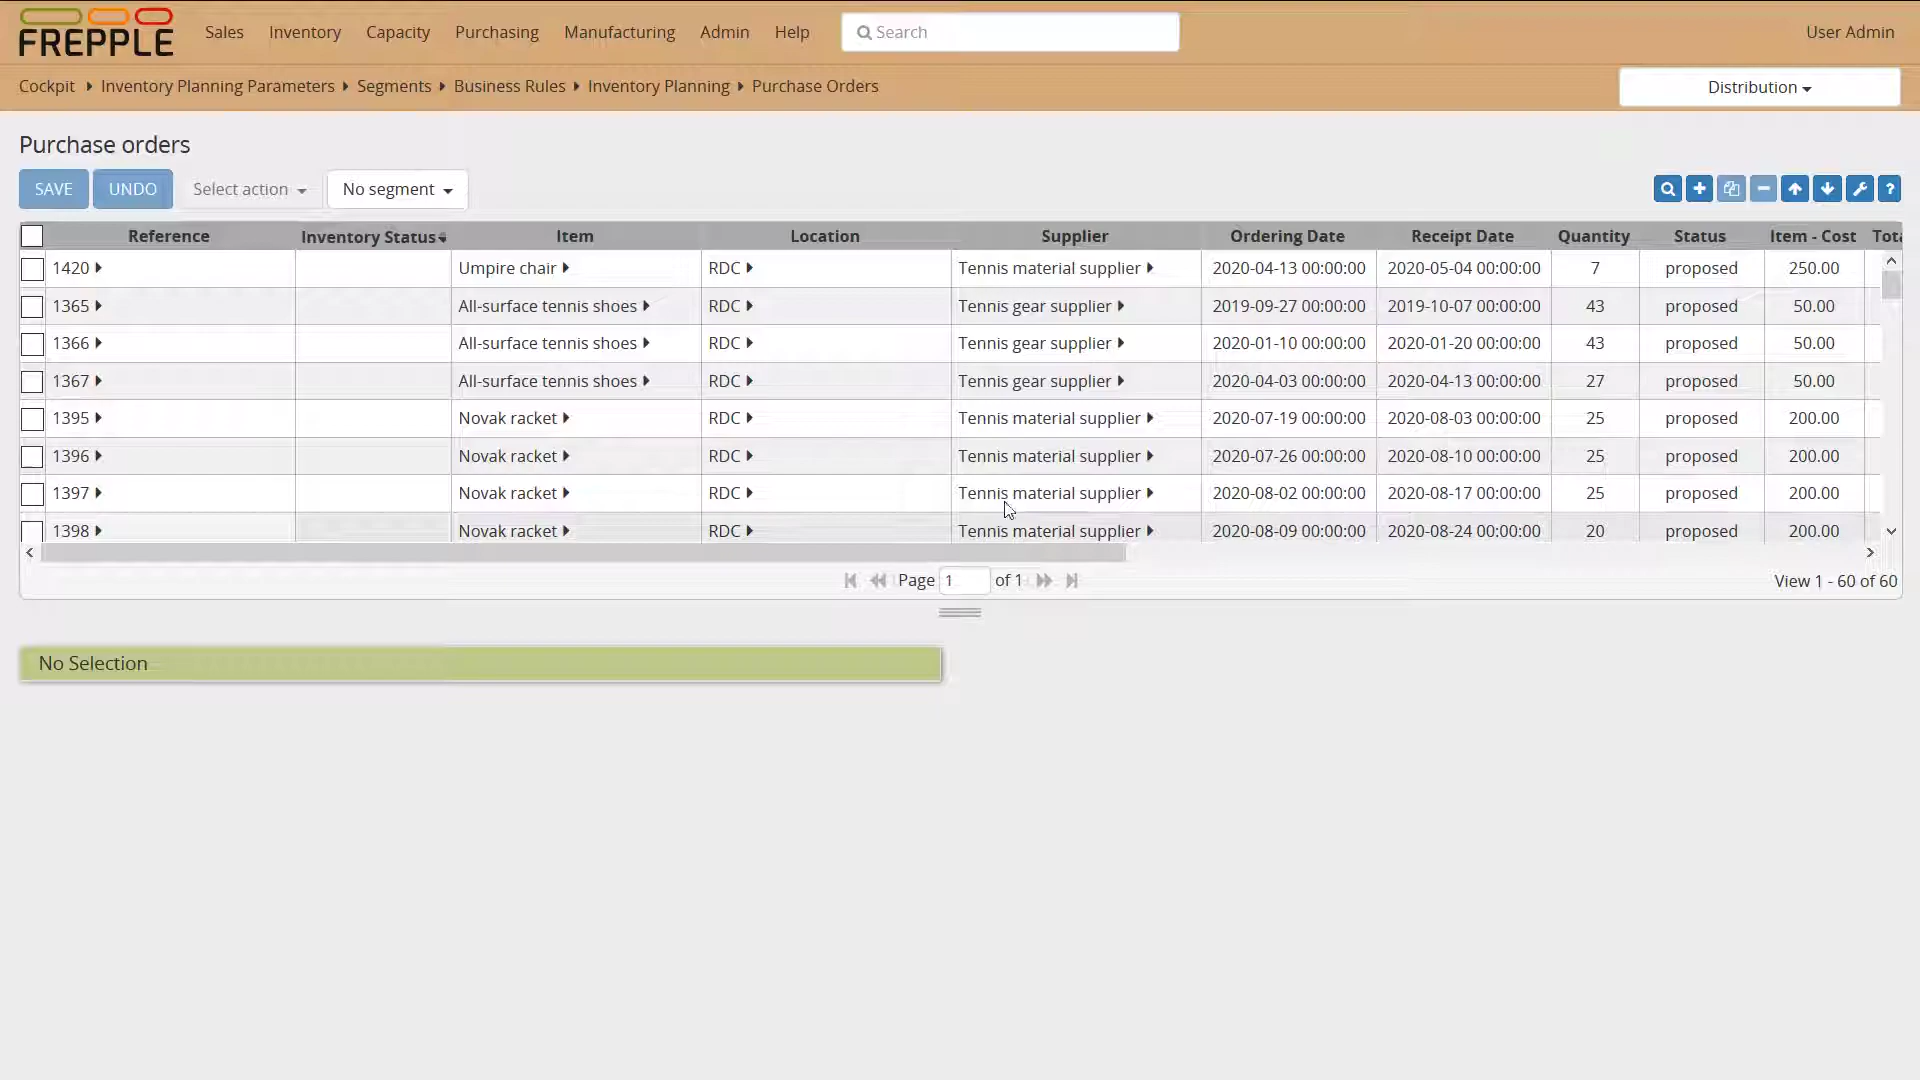 FREPPLE Sales Inventory Capacity Purchasing Manufacturing Admin Help Search User Admin
Cockpit Inventory Planning Parameters Segments Business Rules Inventory Planning Purchase Orders Distribution
Purchase orders
SAVE UNDO Select action No segment ?
Reference Inventory Status Item Location Supplier Ordering Date Receipt Date Quantity Status Item - Cost Tota
1420 Umpire chair RDC Tennis material supplier 2020-04-13 00:00:00 2020-05-04 00:00:00 7 proposed 250.00
1365 All-surface tennis shoes RDC Tennis gear supplier 2019-09-27 00:00:00 2019-10-07 00:00:00 43 proposed 50.00
1366 All-surface tennis shoes RDC Tennis gear supplier 2020-01-10 00:00:00 2020-01-20 00:00:00 43 proposed 50.00
1367 All-surface tennis shoes RDC Tennis gear supplier 2020-04-03 00:00:00 2020-04-13 00:00:00 27 proposed 50.00
1395 Novak racket RDC Tennis material supplier 2020-07-19 00:00:00 2020-08-03 00:00:00 25 proposed 200.00
1396 Novak racket RDC Tennis material supplier 2020-07-26 00:00:00 2020-08-10 00:00:00 25 proposed 200.00
1397 Novak racket RDC Tennis material supplier 2020-08-02 00:00:00 2020-08-17 00:00:00 25 proposed 200.00
1398 Novak racket RDC Tennis material supplier 2020-08-09 00:00:00 2020-08-24 00:00:00 20 proposed 200.00
Page 1 of 1 View 1 - 60 of 60
No Selection